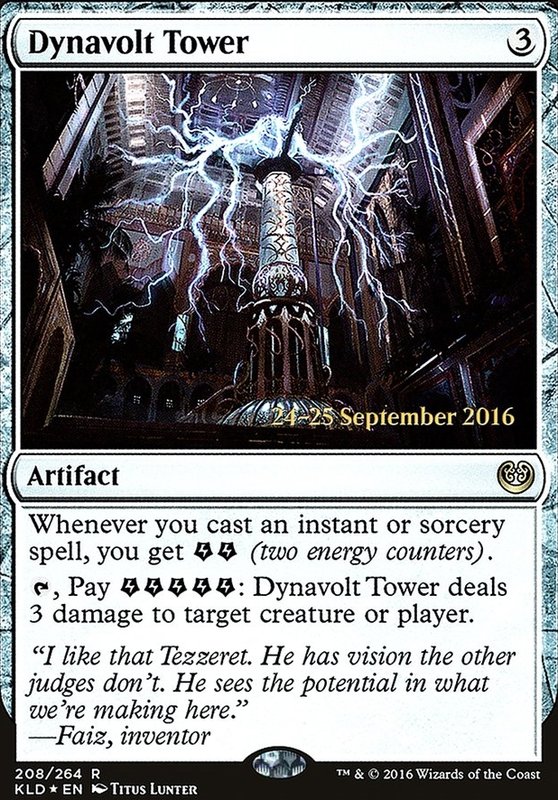 Dynavolt Tower 3
24-25 September 2016
Artifact
Whenever you cast an instant or sorcery
spell, you get (two energy counters).
, Pay : Dynavolt Tower deals
3 damage to target creature or player.
“I like that Tezzeret. He has vision the other
judges don’t. He sees the potential in what
we’re making here.”
—Faiz, inventor
208/264 R
KLD ★ EN Titus Lunter
™ & © 2016 Wizards of the Coast